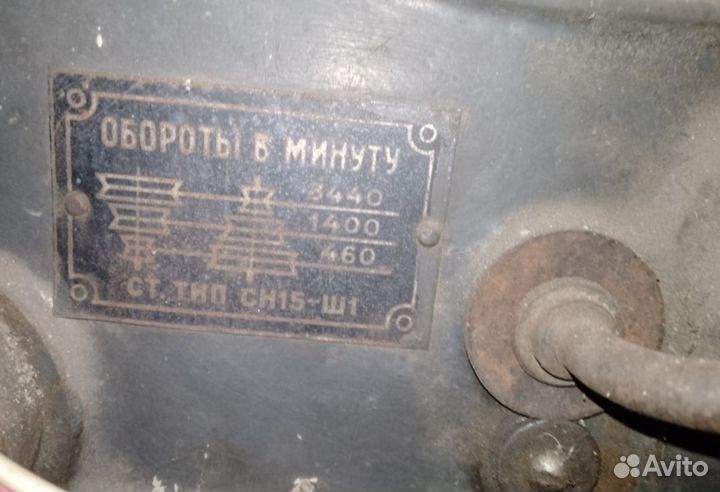 ОБОРОТЫ В МИНУТУ
3440
1400
460
СТ. ТИП СН15-Ш1
Avito